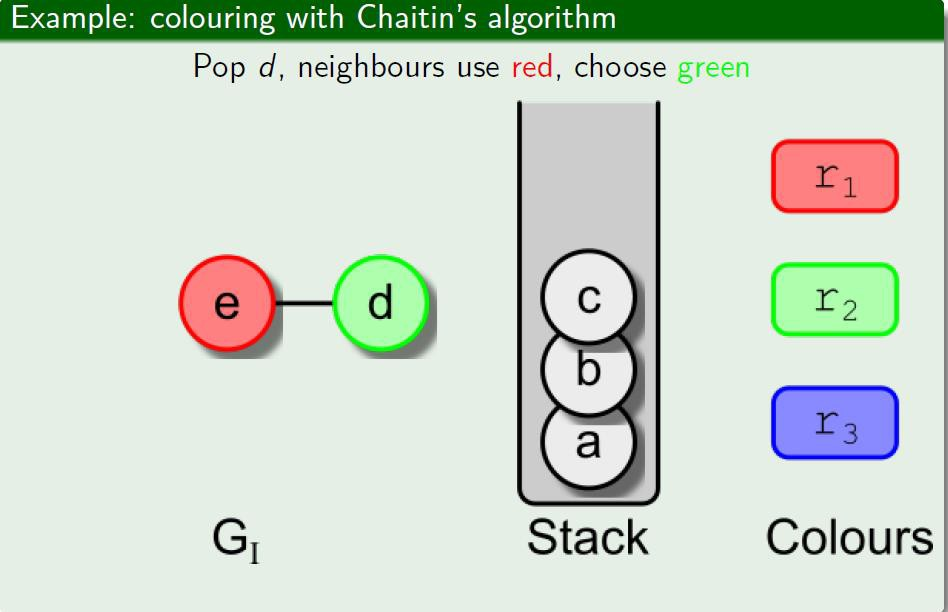 Example: colouring with Chaitin's algorithm
Pop d, neighbours use red, choose green
e
d
c
b
a
r1
r2
r3
GI
Stack
Colours